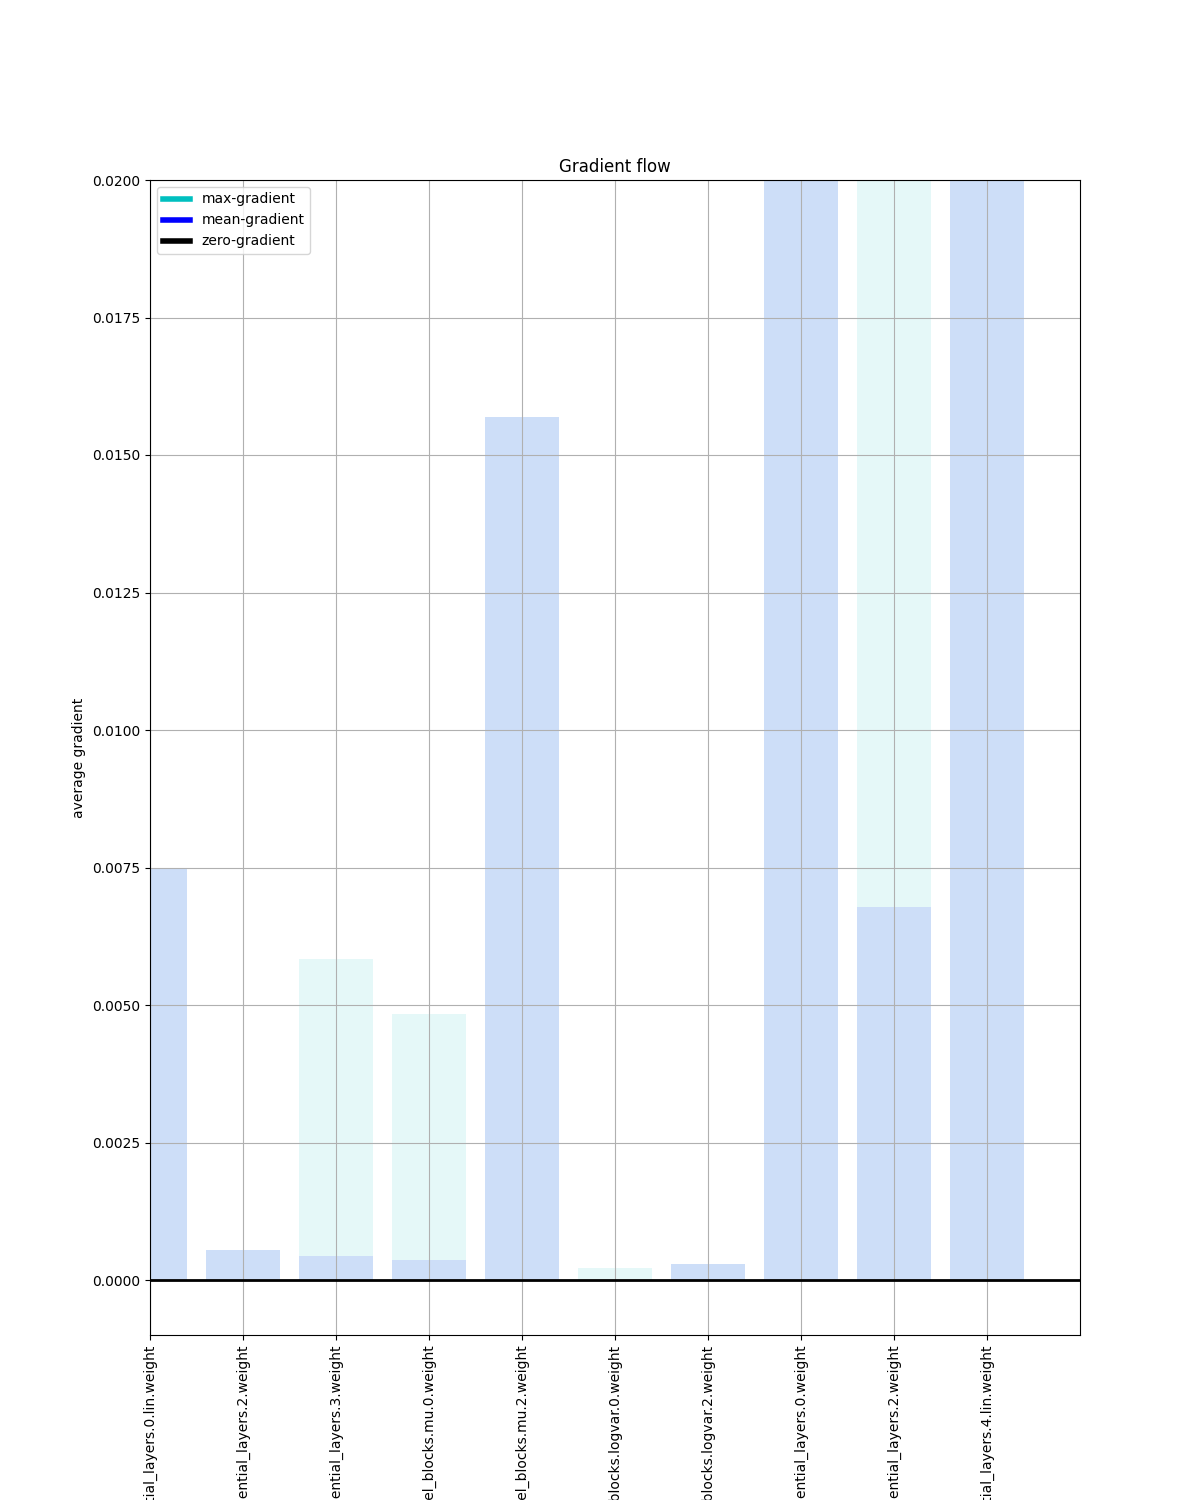 Gradient flow
max-gradient
mean-gradient
zero-gradient
0.0200
0.0175
0.0150
0.0125
0.0100
0.0075
0.0050
0.0025
0.0000
average gradient
tial_layers.0.lin.weight
ential_layers.2.weight
ential_layers.3.weight
el_blocks.mu.0.weight
el_blocks.mu.2.weight
blocks.logvar.0.weight
blocks.logvar.2.weight
ential_layers.0.weight
ential_layers.2.weight
tial_layers.4.lin.weight